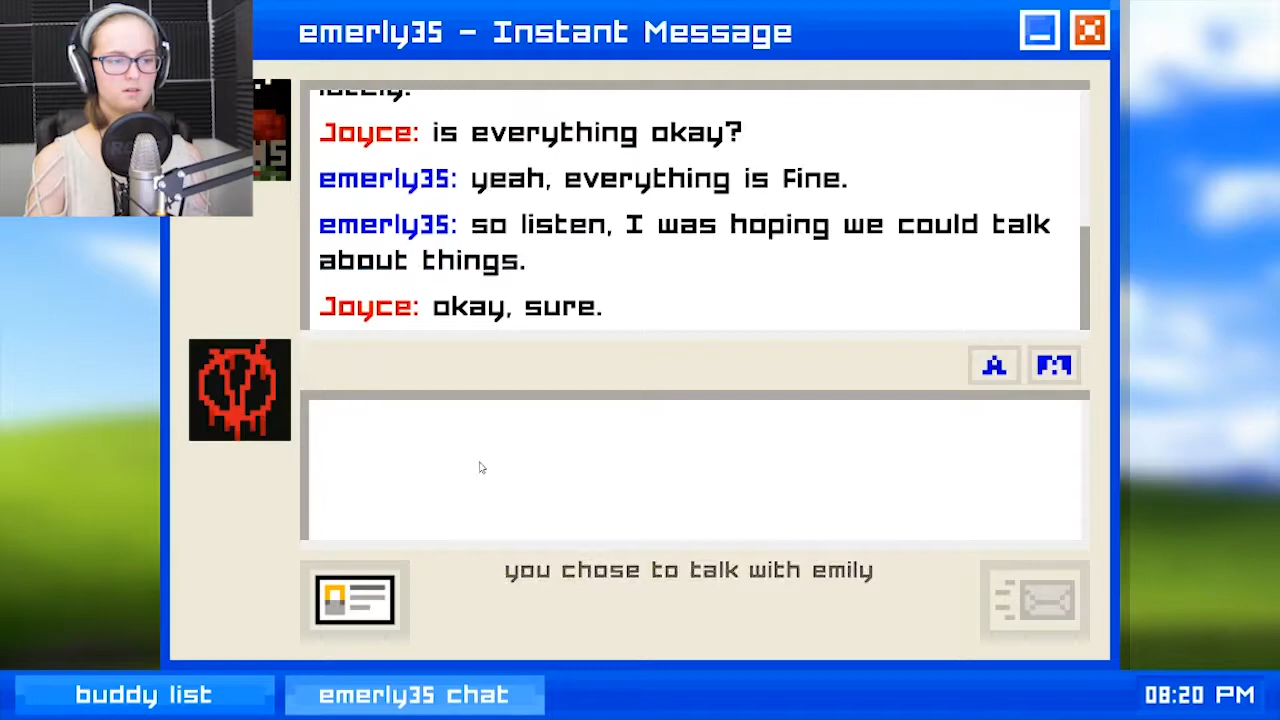 emerly35 - Instant Message
Joyce: is everything okay?
emerly35: yeah, everything is fine.
emerly35: so listen, I was hoping we could talk
about things.
Joyce: okay, sure.
A
you chose to talk with emily
buddy list
emerly35 chat
08:20 PM